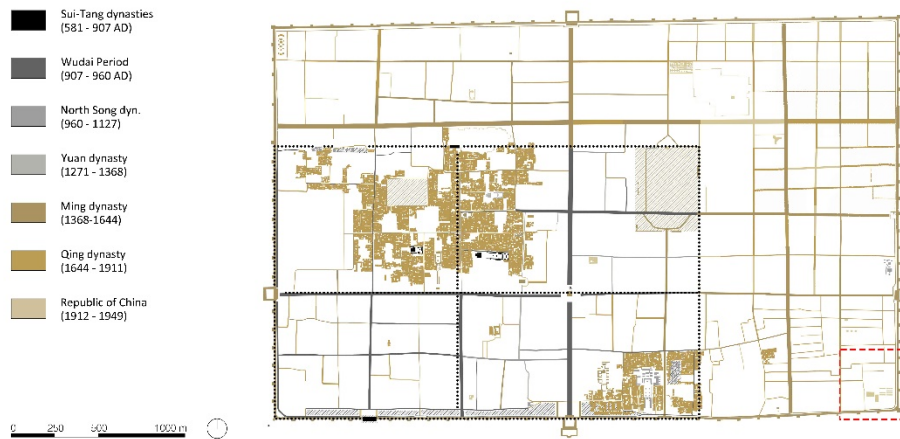 Sui-Tang dynasties
(581 - 907 AD)
Wudai Period
(907 - 960 AD)
North Song dyn.
(960 - 1127)
Yuan dynasty
(1271 - 1368)
Ming dynasty
(1368-1644)
Qing dynasty
(1644 - 1911)
Republic of China
(1912 - 1949)
0 250 500 1000 m